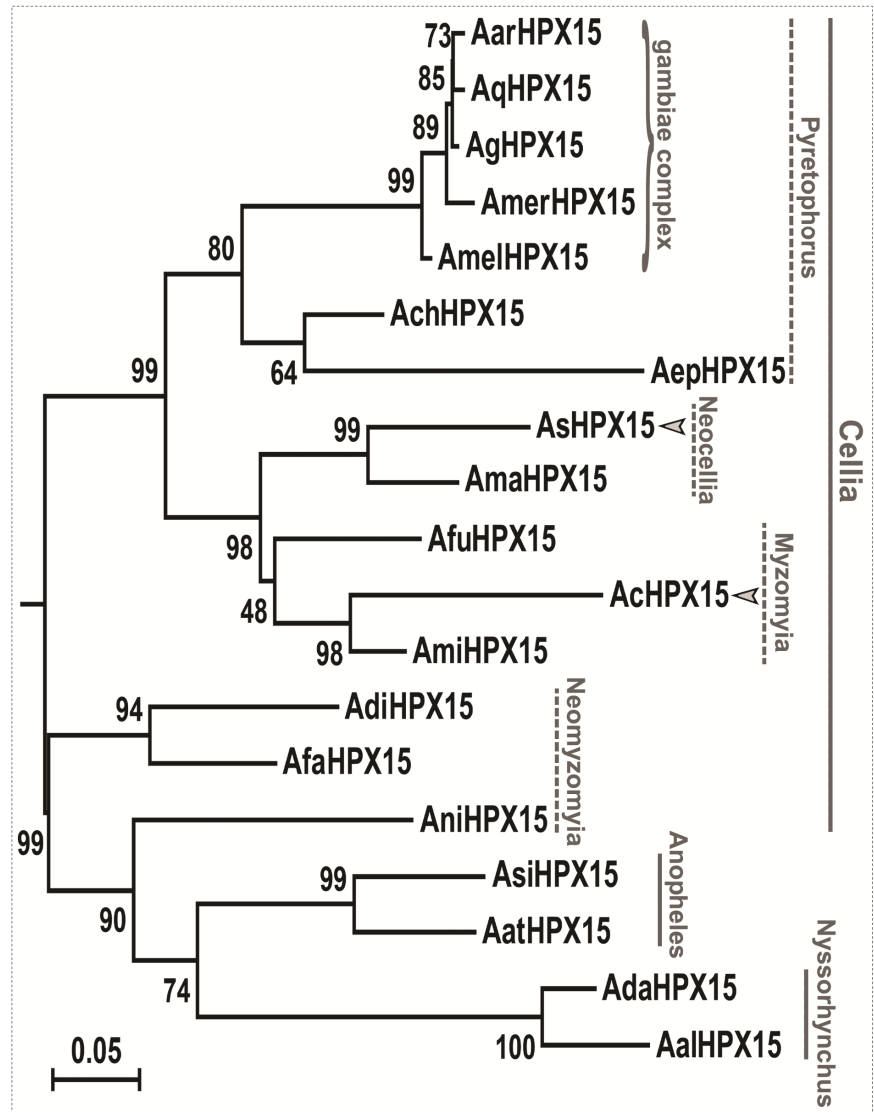 73
AarHPX15
85
AqHPX15
89
AgHPX15
99
AmerHPX15
AmelHPX15
gambiae complex
Pyretophorus
80
AchHPX15
64
AepHPX15
99
99
AsHPX15
AmaHPX15
Neocellia
Cellia
98
AfuHPX15
48
AcHPX15
98
AmiHPX15
Myzomyia
94
AdiHPX15
AfaHPX15
Neomyzomyia
99
AniHPX15
99
AsiHPX15
AatHPX15
Anopheles
90
74
AdaHPX15
100
AalHPX15
Nyssorhynchus
0.05